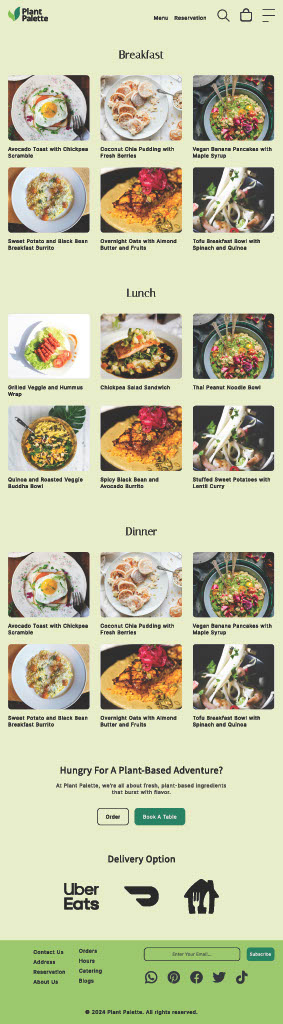 Plant
Palette
Menu Reservation
Breakfast
Avocado Toast with Chickpea
Scramble
Coconut Chia Pudding with
Fresh Berries
Vegan Banana Pancakes with
Maple Syrup
Sweet Potato and Black Bean
Breakfast Burrito
Overnight Oats with Almond
Butter and Fruits
Tofu Breakfast Bowl with
Spinach and Quinoa
Lunch
Grilled Veggie and Hummus
Wrap
Chickpea Salad Sandwich
Thai Peanut Noodle Bowl
Quinoa and Roasted Veggie
Buddha Bowl
Spicy Black Bean and
Avocado Burrito
Stuffed Sweet Potatoes with
Lentil Curry
Dinner
Avocado Toast with Chickpea
Scramble
Coconut Chia Pudding with
Fresh Berries
Vegan Banana Pancakes with
Maple Syrup
Sweet Potato and Black Bean
Breakfast Burrito
Overnight Oats with Almond
Butter and Fruits
Tofu Breakfast Bowl with
Spinach and Quinoa
Hungry For A Plant-Based Adventure?
At Plant Palette, we're all about fresh, plant-based ingredients
that burst with flavor.
Order
Book A Table
Delivery Option
Uber
Eats
Contact Us
Address
Reservation
About Us
Orders
Hours
Catering
Blogs
Enter Your Email...
Subscribe
© 2024 Plant Palette. All rights reserved.